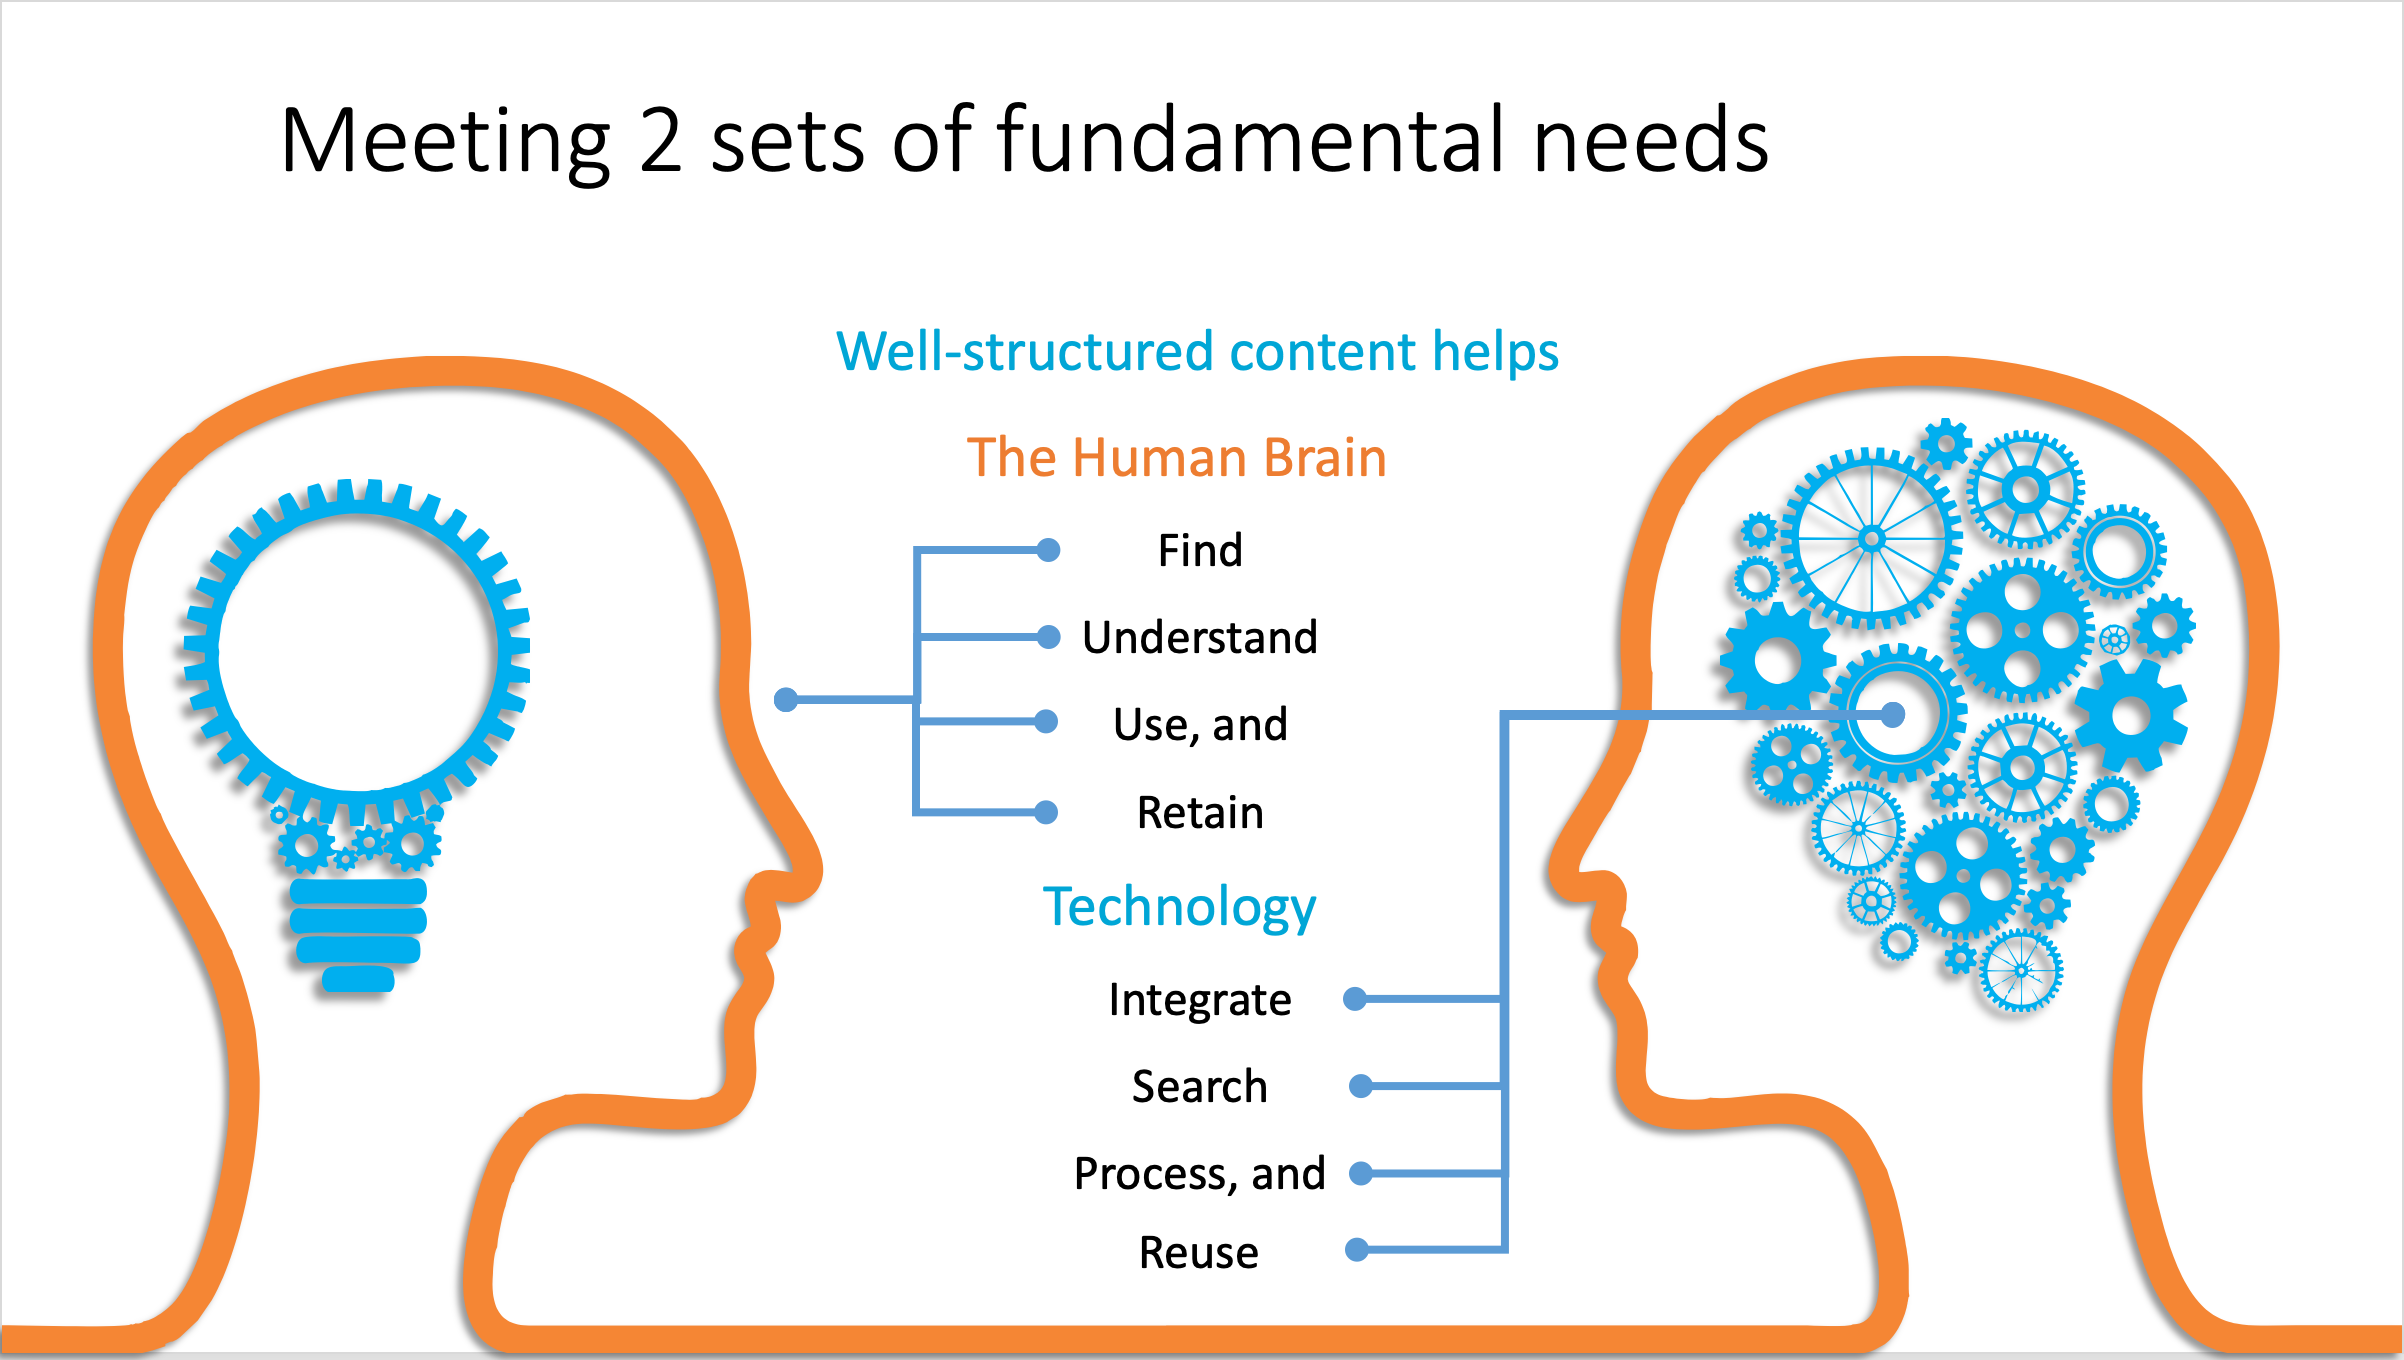 Meeting 2 sets of fundamental needs
Well-structured content helps
The Human Brain
Find
Understand
Use, and
Retain
Technology
Integrate
Search
Process, and
Reuse